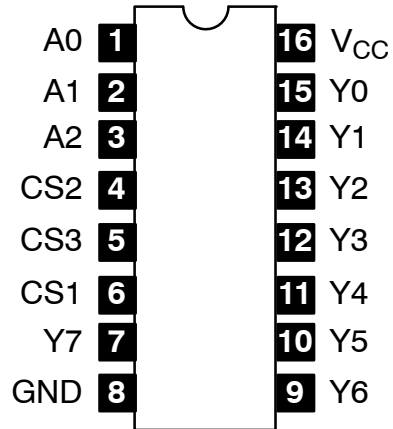 A0 1 16 VCC
A1 2 15 Y0
A2 3 14 Y1
CS2 4 13 Y2
CS3 5 12 Y3
CS1 6 11 Y4
Y7 7 10 Y5
GND 8 9 Y6